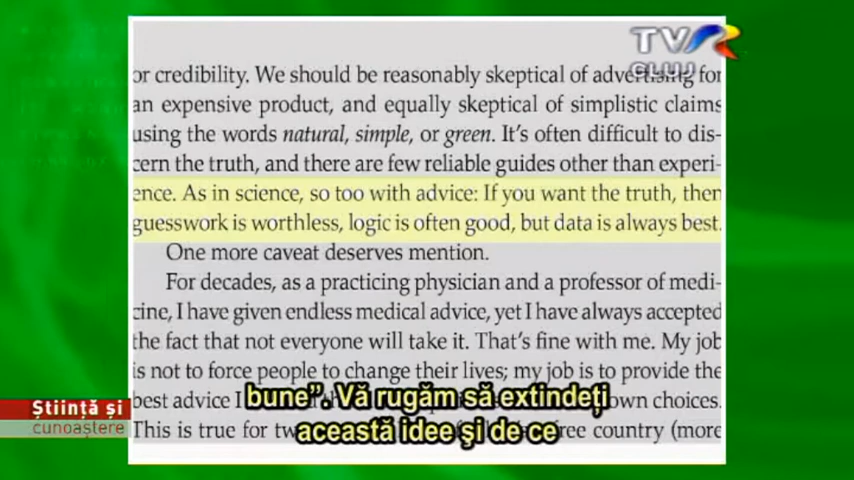 TVR
CLUJ
or credibility. We should be reasonably skeptical of advertising for
an expensive product, and equally skeptical of simplistic claims
using the words natural, simple, or green. It's often difficult to dis-
cern the truth, and there are few reliable guides other than experi-
ence. As in science, so too with advice: If you want the truth, then
guesswork is worthless, logic is often good, but data is always best.
One more caveat deserves mention.
For decades, as a practicing physician and a professor of medi-
cine, I have given endless medical advice, yet I have always accepted
the fact that not everyone will take it. That's fine with me. My job
is not to force people to change their lives; my job is to provide the
best advice I own choices.
This is true for free country (more
bune”. Vă rugăm să extindeţi
această idee şi de ce
Ştiinţă şi
cunoaştere